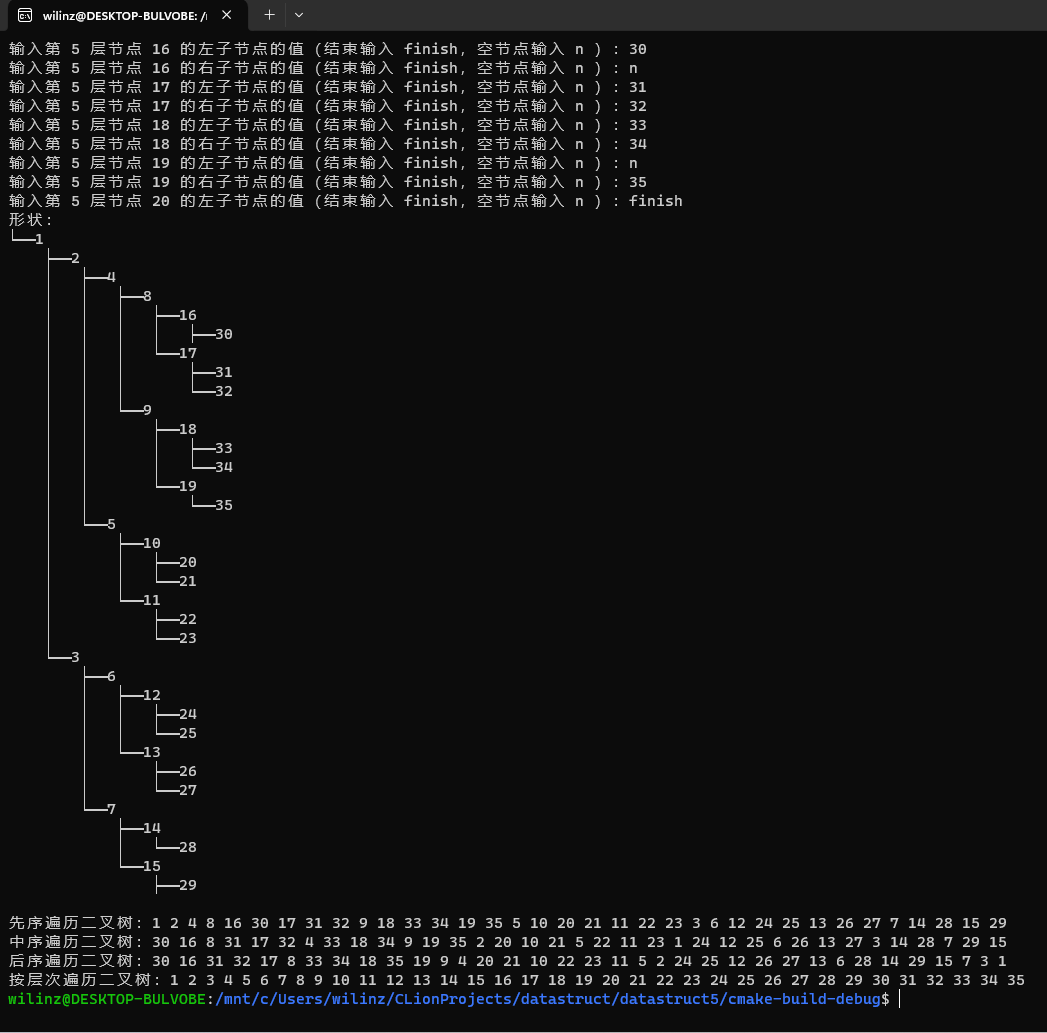 wilinz@DESKTOP-BULVOBE: /r
输入第 5 层节点 16 的左子节点的值 (结束输入 finish, 空节点输入 n ) : 30
输入第 5 层节点 16 的右子节点的值 (结束输入 finish, 空节点输入 n ) : n
输入第 5 层节点 17 的左子节点的值 (结束输入 finish, 空节点输入 n ) : 31
输入第 5 层节点 17 的右子节点的值 (结束输入 finish, 空节点输入 n ) : 32
输入第 5 层节点 18 的左子节点的值 (结束输入 finish, 空节点输入 n ) : 33
输入第 5 层节点 18 的右子节点的值 (结束输入 finish, 空节点输入 n ) : 34
输入第 5 层节点 19 的左子节点的值 (结束输入 finish, 空节点输入 n ) : n
输入第 5 层节点 19 的右子节点的值 (结束输入 finish, 空节点输入 n ) : 35
输入第 5 层节点 20 的左子节点的值 (结束输入 finish, 空节点输入 n ) : finish
形状:
└──1
    ├──2
    │   ├──4
    │   │   ├──8
    │   │   │   ├──16
    │   │   │   │   ├──30
    │   │   │   └──17
    │   │   │       ├──31
    │   │   │       └──32
    │   │   └──9
    │   │       ├──18
    │   │       │   ├──33
    │   │       │   └──34
    │   │       └──19
    │   │           └──35
    │   └──5
    │       ├──10
    │       │   ├──20
    │       │   └──21
    │       └──11
    │           ├──22
    │           └──23
    └──3
        ├──6
        │   ├──12
        │   │   ├──24
        │   │   └──25
        │   └──13
        │       ├──26
        │       └──27
        └──7
            ├──14
            │   └──28
            └──15
                ├──29
先序遍历二叉树: 1 2 4 8 16 30 17 31 32 9 18 33 34 19 35 5 10 20 21 11 22 23 3 6 12 24 25 13 26 27 7 14 28 15 29
中序遍历二叉树: 30 16 8 31 17 32 4 33 18 34 9 19 35 2 20 10 21 5 22 11 23 1 24 12 25 6 26 13 27 3 14 28 7 29 15
后序遍历二叉树: 30 16 31 32 17 8 33 34 18 35 19 9 4 20 21 10 22 23 11 5 2 24 25 12 26 27 13 6 28 14 29 15 7 3 1
按层次遍历二叉树: 1 2 3 4 5 6 7 8 9 10 11 12 13 14 15 16 17 18 19 20 21 22 23 24 25 26 27 28 29 30 31 32 33 34 35
wilinz@DESKTOP-BULVOBE:/mnt/c/Users/wilinz/CLionProjects/datastruct/datastruct5/cmake-build-debug$